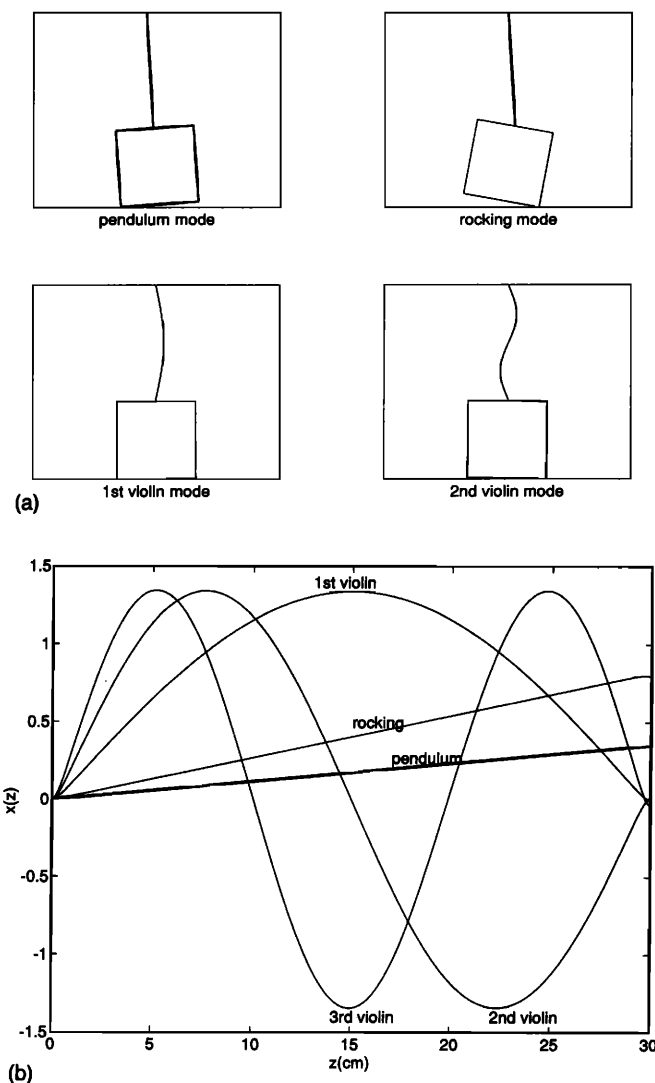 pendulum mode
rocking mode
1st violin mode
2nd violin mode
(a)
1.5
1
0.5
0
-0.5
-1
-1.5
x(z)
1st violin
rocking
pendulum
3rd violin
2nd violin
0
5
10
15
20
25
30
z(cm)
(b)